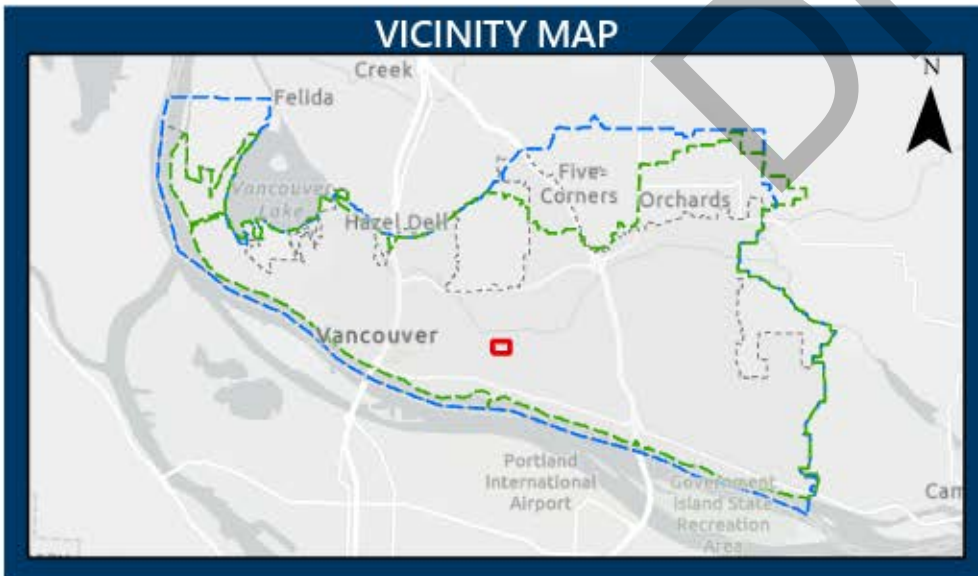 VICINITY MAP
Creek
N
Felida
Vancouver
Lake
Five
Corners
Orchards
Hazel Dell
Vancouver
Portland
International
Airport
Government
Island State
Recreation
Area
Cam